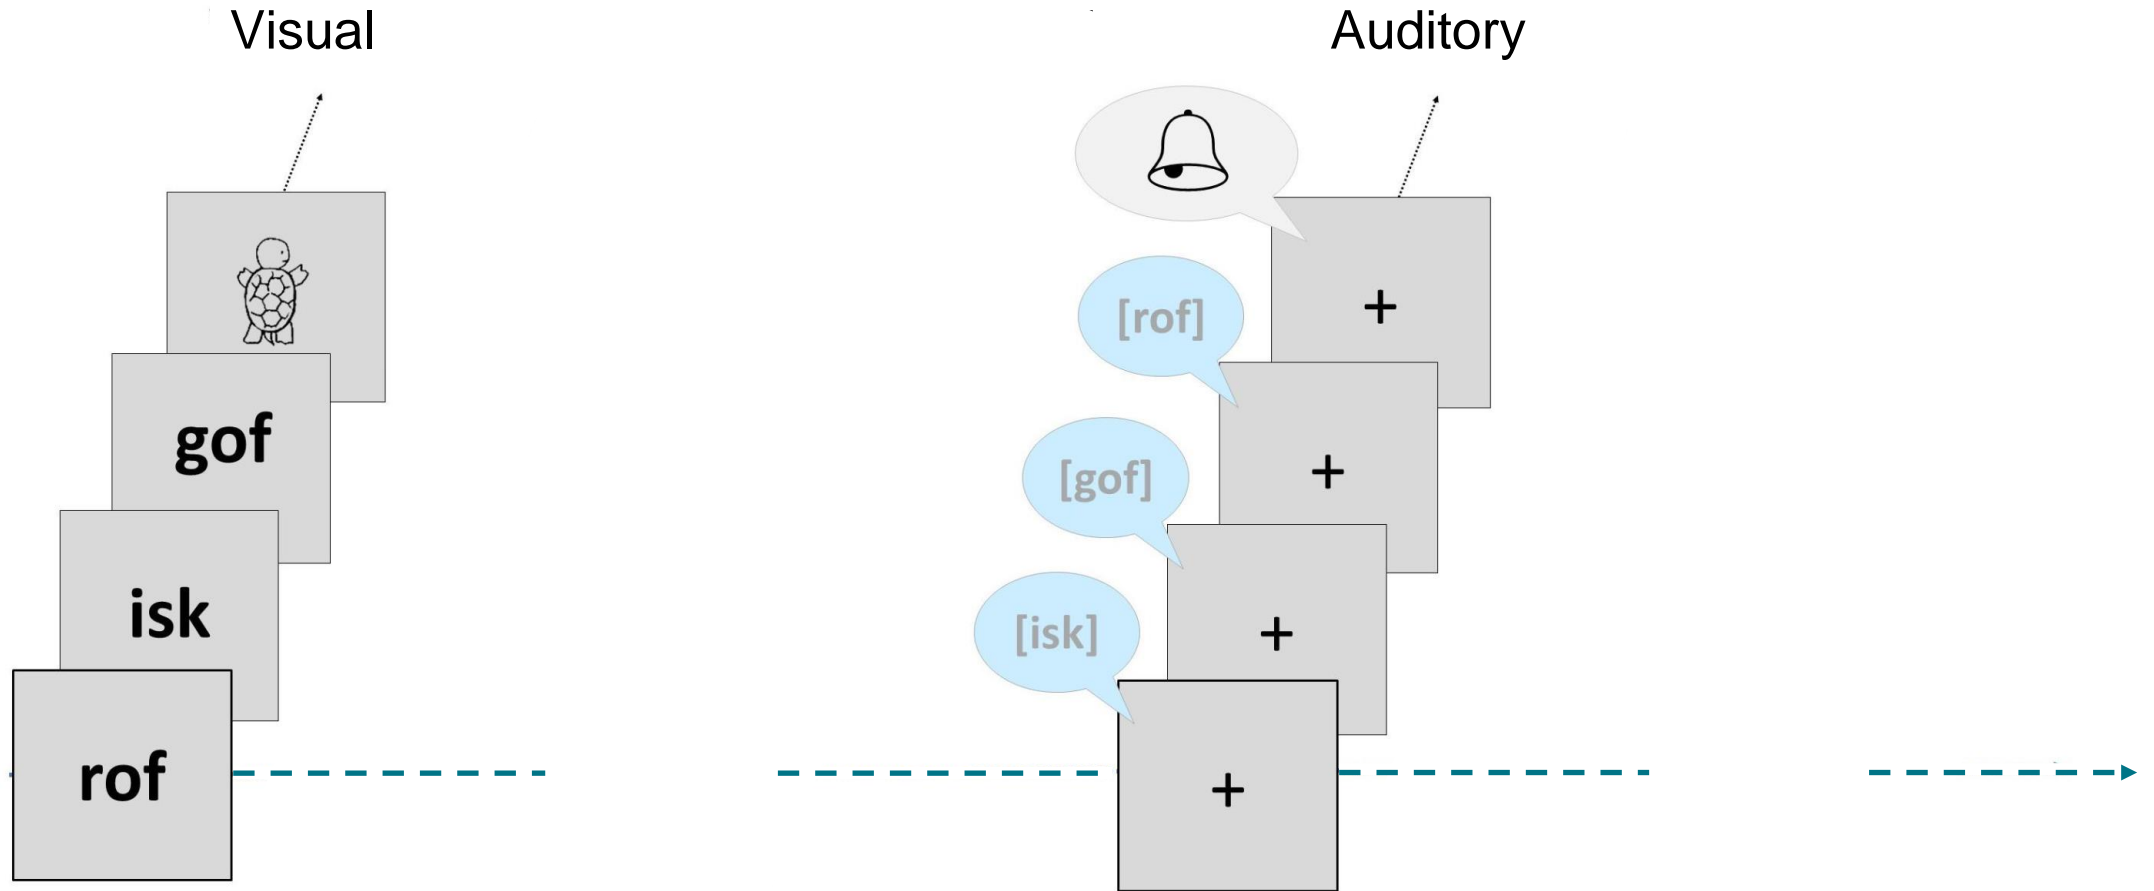 Visual
Auditory
gof
isk
rof
[rof]
+
[gof]
+
[isk]
+
+